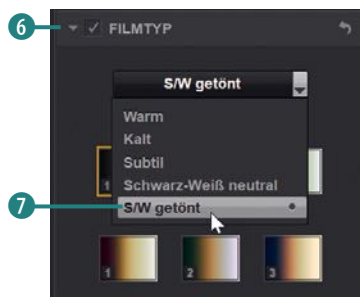 6
FILMTYP
S/W getönt
Warm
Kalt
Subtil
1
Schwarz-Weiß neutral
7
S/W getönt
1 2 3